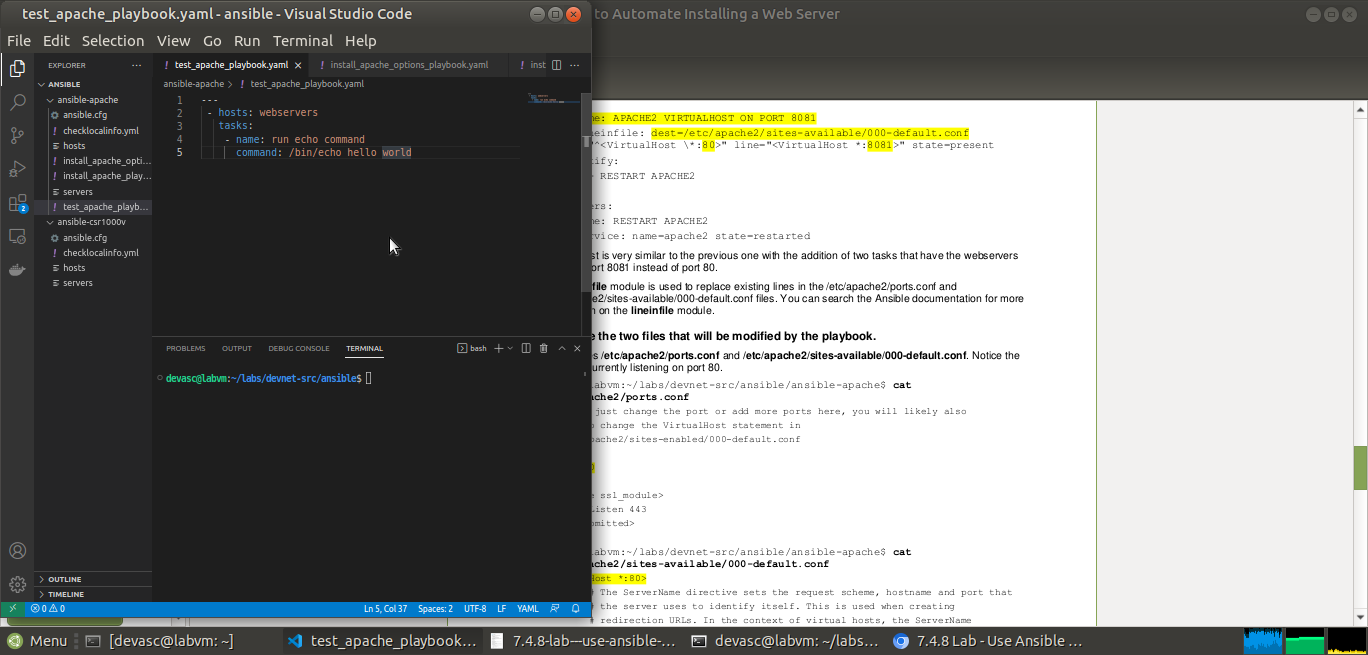 test_apache_playbook.yaml - ansible - Visual Studio Code
to Automate Installing a Web Server
File Edit Selection View Go Run Terminal Help
EXPLORER
ANSIBLE
ansible-apache
ansible.cfg
checklocalinfo.yml
hosts
install_apache_opti...
install_apache_play...
servers
test_apache_playb...
ansible-csr1000v
ansible.cfg
checklocalinfo.yml
hosts
servers
OUTLINE
TIMELINE
2
! test_apache_playbook.yaml ×
! install_apache_options_playbook.yaml
! inst
ansible-apache > ! test_apache_playbook.yaml
1 ---
2 - hosts: webservers
3 tasks:
4 - name: run echo command
5 command: /bin/echo hello world
PROBLEMS OUTPUT DEBUG CONSOLE TERMINAL
bash
devasc@labvm:~/labs/devnet-src/ansible$
0 0 Ln 5, Col 37 Spaces: 2 UTF-8 LF YAML
e: APACHE2 VIRTUALHOST ON PORT 8081
einfile: dest=/etc/apache2/sites-available/000-default.conf
"^<VirtualHost \*:80>" line="<VirtualHost *:8081>" state=present
ify:
RESTART APACHE2
ers:
e: RESTART APACHE2
vice: name=apache2 state=restarted
st is very similar to the previous one with the addition of two tasks that have the webservers
ort 8081 instead of port 80.
file module is used to replace existing lines in the /etc/apache2/ports.conf and
e2/sites-available/000-default.conf files. You can search the Ansible documentation for more
n on the lineinfile module.
e the two files that will be modified by the playbook.
es /etc/apache2/ports.conf and /etc/apache2/sites-available/000-default.conf. Notice the
urrently listening on port 80.
labvm:~/labs/devnet-src/ansible/ansible-apache$ cat
che2/ports.conf
just change the port or add more ports here, you will likely also
o change the VirtualHost statement in
pache2/sites-enabled/000-default.conf
e ssl_module>
isten 443
omitted>
labvm:~/labs/devnet-src/ansible/ansible-apache$ cat
che2/sites-available/000-default.conf
Host *:80>
# The ServerName directive sets the request scheme, hostname and port that
# the server uses to identify itself. This is used when creating
# redirection URLs. In the context of virtual hosts, the ServerName
Menu [devasc@labvm: ~] test_apache_playbook.... 7.4.8-lab---use-ansible-... devasc@labvm: ~/labs... 7.4.8 Lab - Use Ansible ...